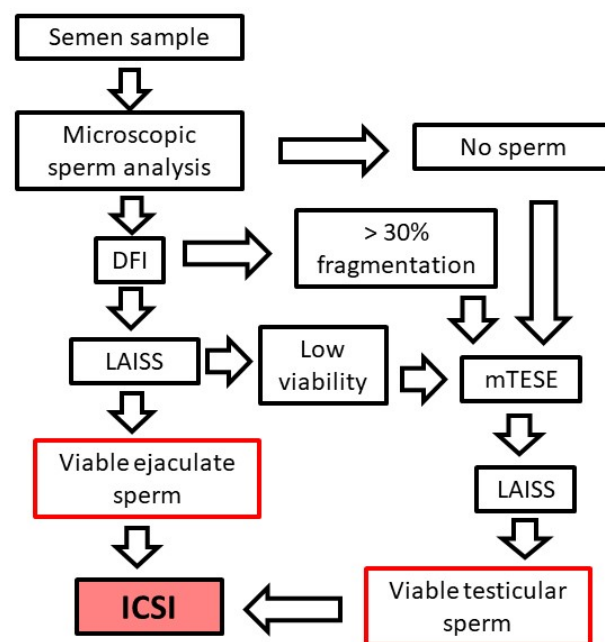 Semen sample
Microscopic
sperm analysis
No sperm
DFI
> 30%
fragmentation
LAISS
Low
viability
mTESE
Viable ejaculate
sperm
LAISS
ICSI
Viable testicular
sperm